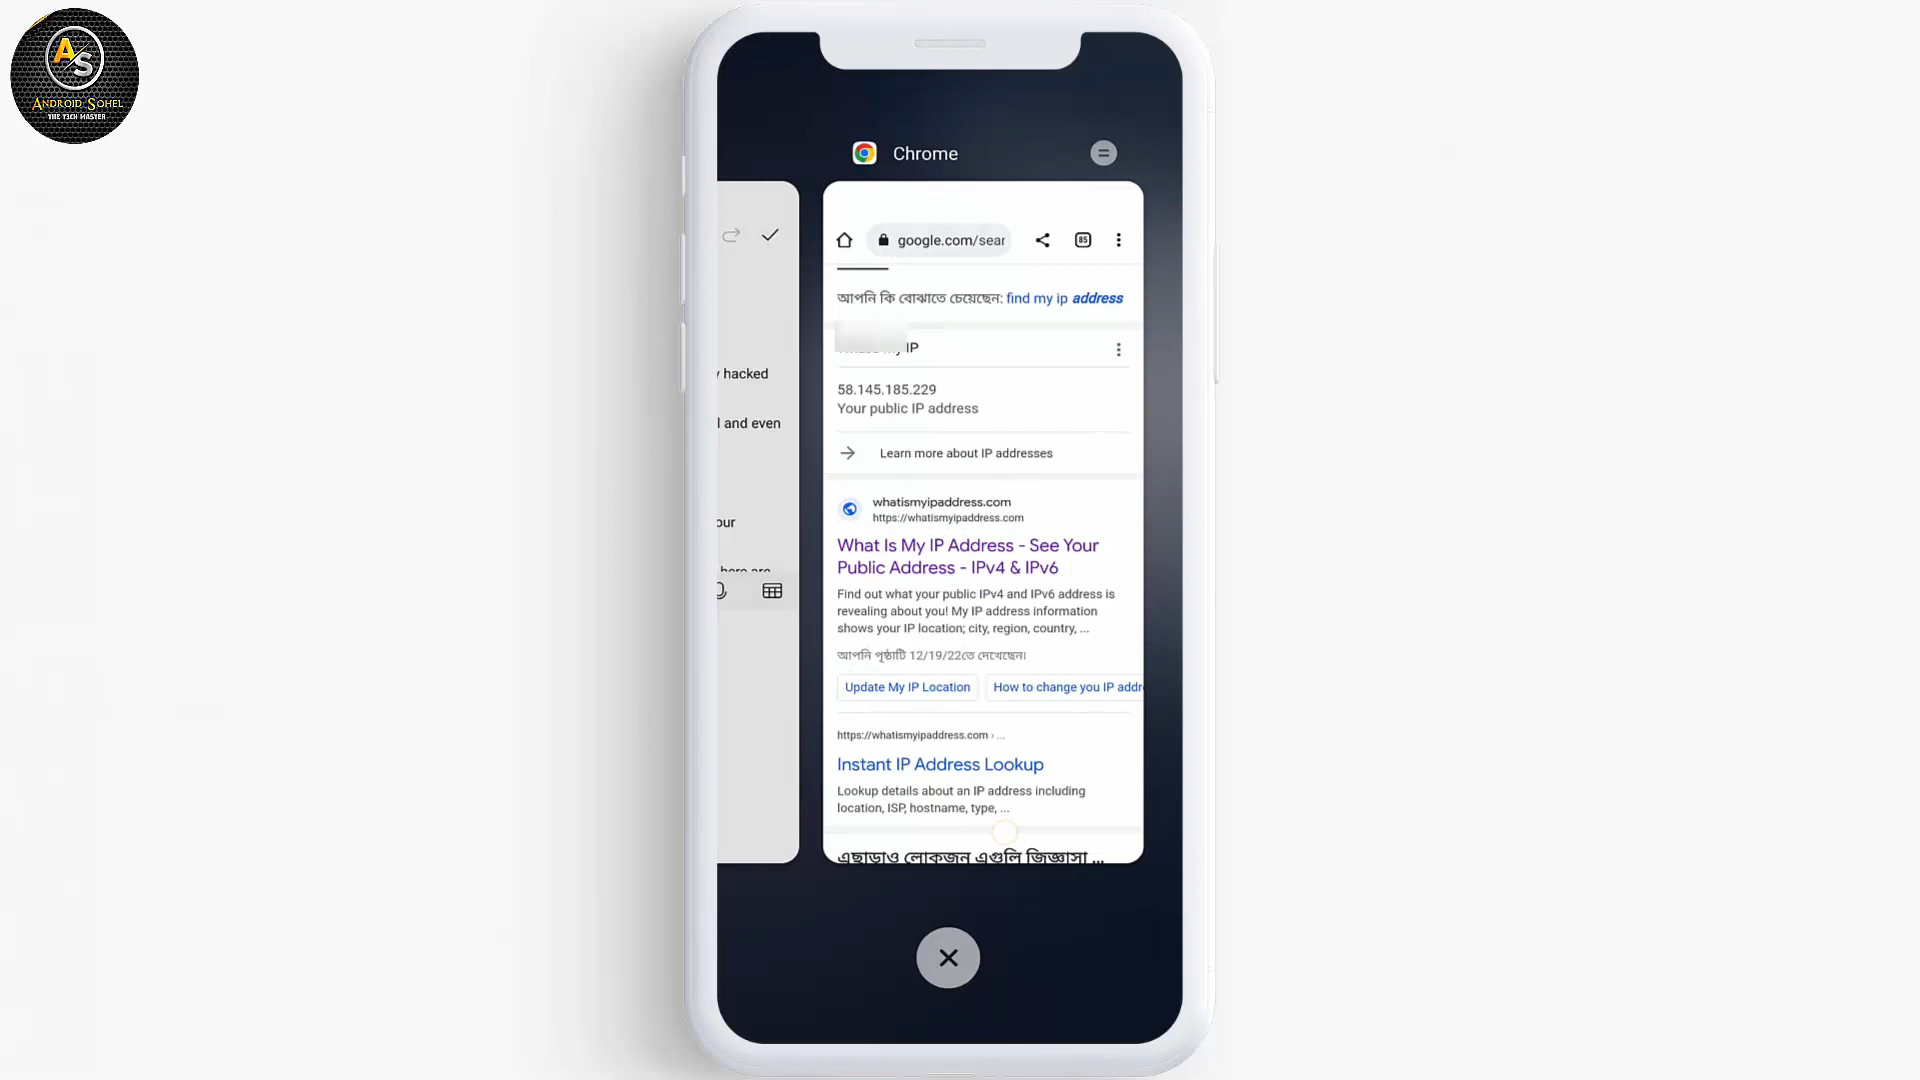 AS
ANDROID SOHEL
THE T3CH MASTER
Chrome
google.com/sear
85
আপনি কি বোঝাতে চেয়েছেন: find my ip address
IP
58.145.185.229
Your public IP address
Learn more about IP addresses
whatismyipaddress.com
https://whatismyipaddress.com
What Is My IP Address - See Your
Public Address - IPv4 & IPv6
Find out what your public IPv4 and IPv6 address is
revealing about you! My IP address information
shows your IP location; city, region, country, ...
আপনি পৃষ্ঠাটি 12/19/22তে দেখেছেন।
Update My IP Location
How to change you IP addr
https://whatismyipaddress.com › ...
Instant IP Address Lookup
Lookup details about an IP address including
location, ISP, hostname, type, ...
এছাড়াও লোকজন এগুলি জিজ্ঞাসা ...
hacked
and even
our
here are